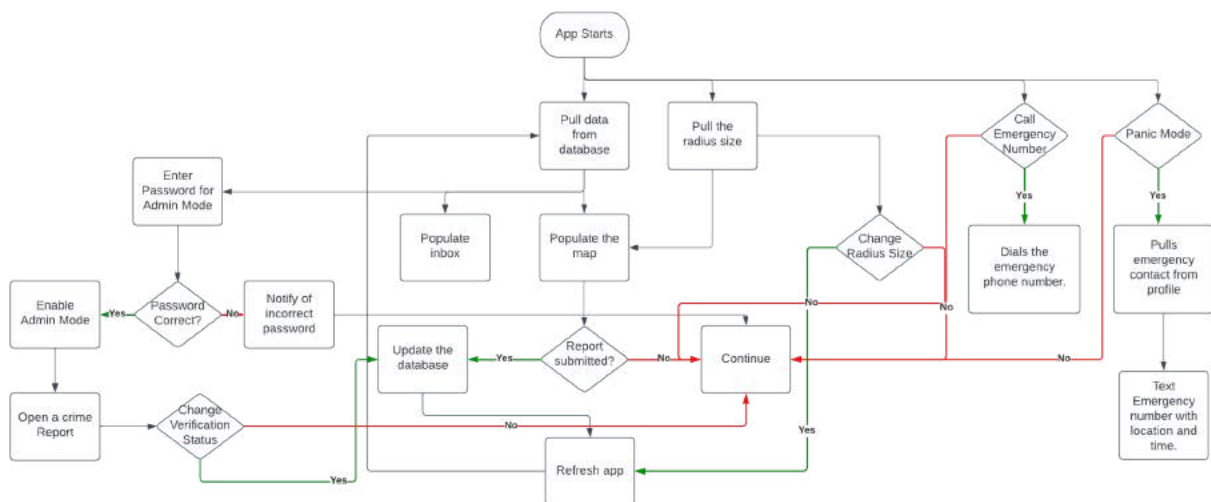 App Starts
Pull data
from
database
Pull the
radius size
Call
Emergency
Number
Panic Mode
Enter
Password for
Admin Mode
Yes
Yes
Populate
inbox
Populate the
map
Change
Radius Size
Dials the
emergency
phone number.
Pulls
emergency
contact from
profile
Enable
Admin Mode
Yes
Password
Correct?
No
Notify of
incorrect
password
No
No
Update the
database
Yes
Report
submitted?
No
Continue
No
Open a crime
Report
Change
Verification
Status
No
Yes
Text
Emergency
number with
location and
time.
Yes
Refresh app